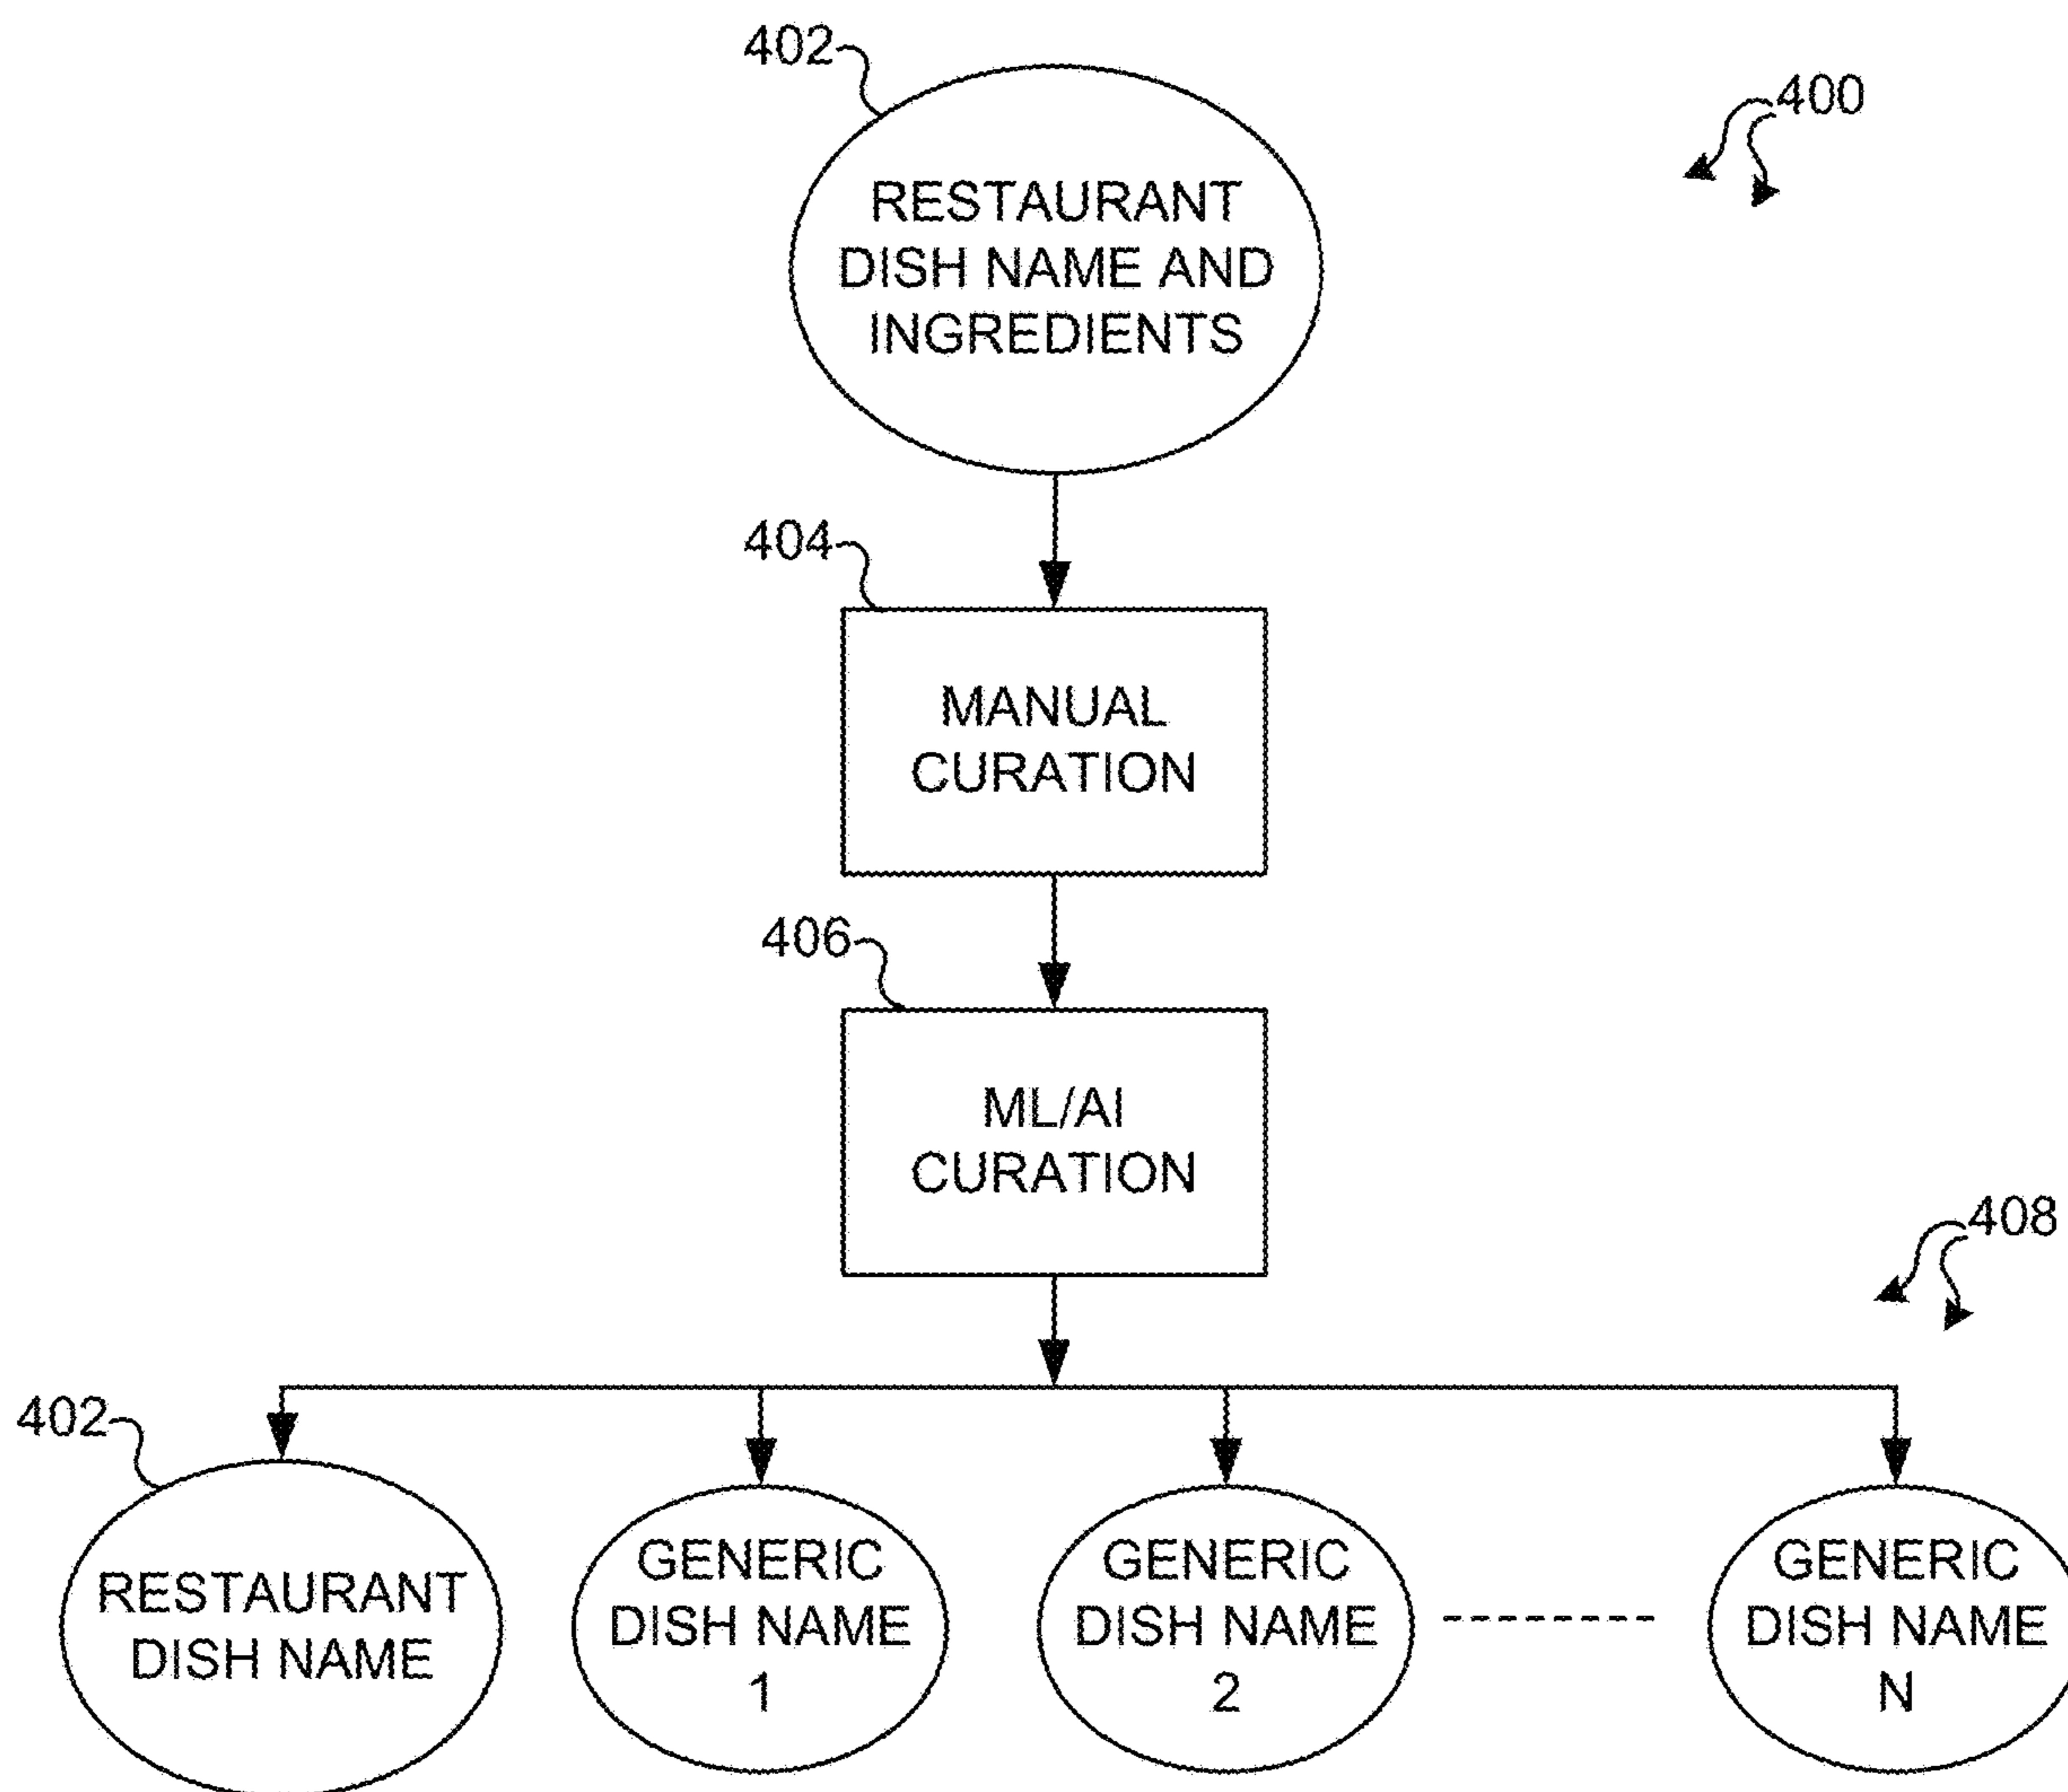 402
400
RESTAURANT
DISH NAME AND
INGREDIENTS
404
MANUAL
CURATION
406
ML/AI
CURATION
408
402
RESTAURANT
DISH NAME
GENERIC
DISH NAME
1
GENERIC
DISH NAME
2
GENERIC
DISH NAME
N